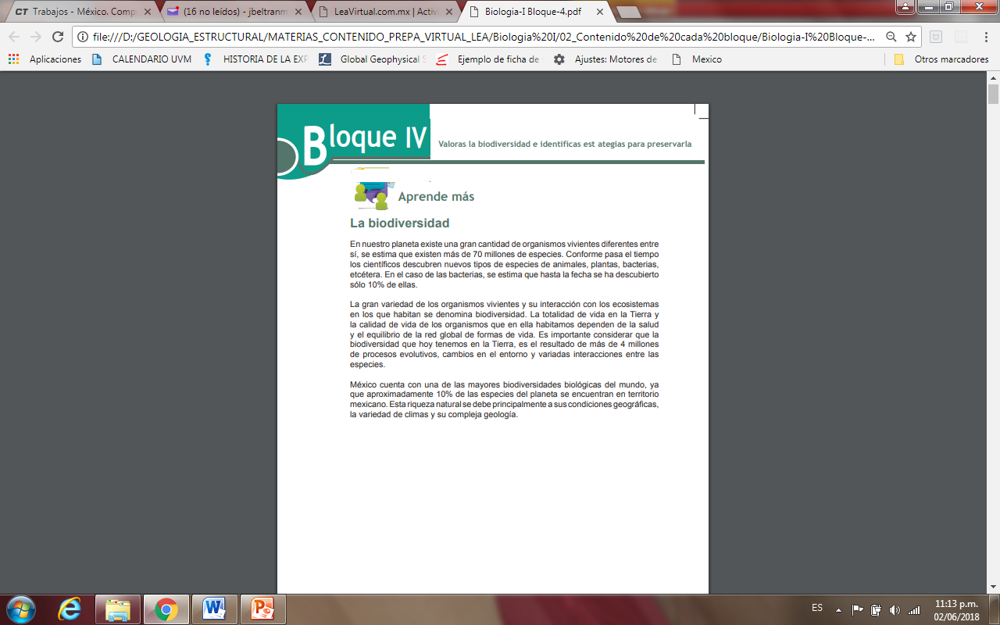 CT Trabajos - México. Comp
(16 no leídos) - jbeltranm
LeaVirtual.com.mx | Activi
Biologia-I Bloque-4.pdf
file:///D:/GEOLOGIA_ESTRUCTURAL/MATERIAS_CONTENIDO_PREPA_VIRTUAL_LEA/Biologia%20I/02_Contenido%20de%20cada%20bloque/Biologia-I%20Bloque-...
Aplicaciones CALENDARIO UVM HISTORIA DE LA EXP Global Geophysical S Ejemplo de ficha de Ajustes: Motores de Mexico Otros marcadores
Bloque IV
Valoras la biodiversidad e identificas est ategias para preservarla
Aprende más
La biodiversidad
En nuestro planeta existe una gran cantidad de organismos vivientes diferentes entre
sí, se estima que existen más de 70 millones de especies. Conforme pasa el tiempo
los científicos descubren nuevos tipos de especies de animales, plantas, bacterias,
etcétera. En el caso de las bacterias, se estima que hasta la fecha se ha descubierto
sólo 10% de ellas.
La gran variedad de los organismos vivientes y su interacción con los ecosistemas
en los que habitan se denomina biodiversidad. La totalidad de vida en la Tierra y
la calidad de vida de los organismos que en ella habitamos dependen de la salud
y el equilibrio de la red global de formas de vida. Es importante considerar que la
biodiversidad que hoy tenemos en la Tierra, es el resultado de más de 4 millones
de procesos evolutivos, cambios en el entorno y variadas interacciones entre las
especies.
México cuenta con una de las mayores biodiversidades biológicas del mundo, ya
que aproximadamente 10% de las especies del planeta se encuentran en territorio
mexicano. Esta riqueza natural se debe principalmente a sus condiciones geográficas,
la variedad de climas y su compleja geología.
ES
11:13 p.m.
02/06/2018